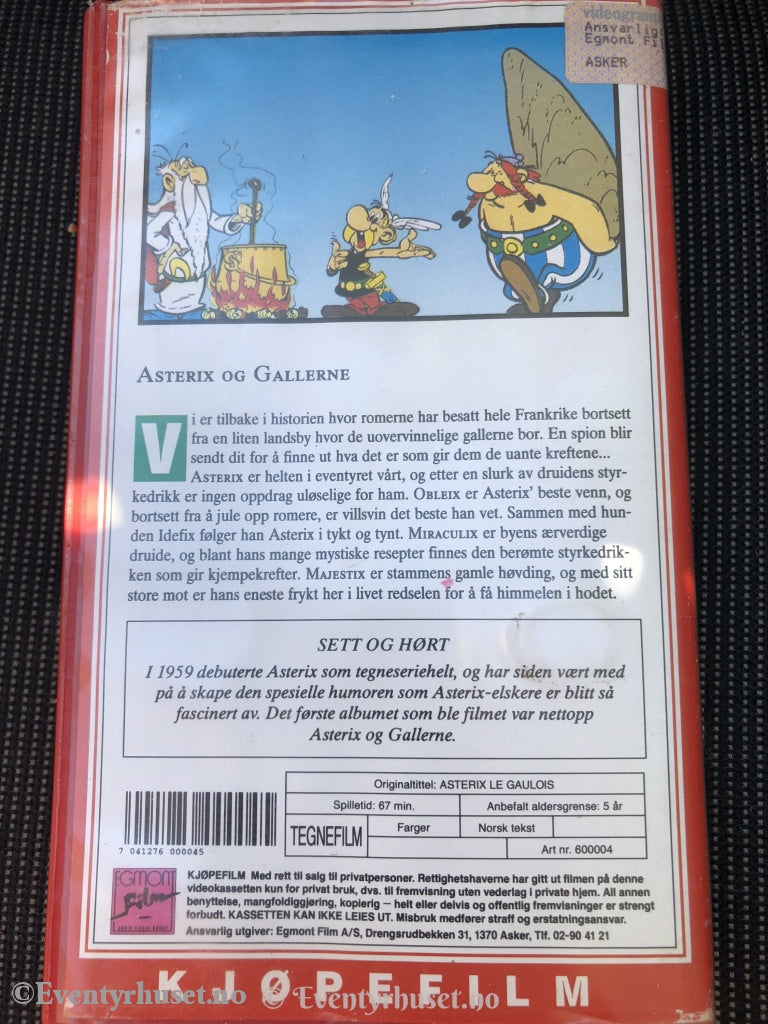 videogram
Ansvarlig
Egmont Fi
ASKER
ASTERIX OG GALLERNE
Vi er tilbake i historien hvor romerne har besatt hele Frankrike bortsett
fra en liten landsby hvor de uovervinnelige gallerne bor. En spion blir
sendt dit for å finne ut hva det er som gir dem de uante kreftene...
ASTERIX er helten i eventyret vårt, og etter en slurk av druidens styr-
kedrikk er ingen oppdrag uløselige for ham. OBLEIX er Asterix' beste venn, og
bortsett fra å jule opp romere, er villsvin det beste han vet. Sammen med hun-
den Idefix følger han Asterix i tykt og tynt. MIRACULIX er byens ærverdige
druide, og blant hans mange mystiske resepter finnes den berømte styrkedrik-
ken som gir kjempekrefter. MAJESTIX er stammens gamle høvding, og med sitt
store mot er hans eneste frykt her i livet redselen for å få himmelen i hodet.
SETT OG HØRT
I 1959 debuterte Asterix som tegneseriehelt, og har siden vært med
på å skape den spesielle humoren som Asterix-elskere er blitt så
fascinert av. Det første albumet som ble filmet var nettopp
Asterix og Gallerne.
Originaltittel: ASTERIX LE GAULOIS
Spilletid: 67 min. Anbefalt aldersgrense: 5 år
TEGNEFILM Farger Norsk tekst
Art nr. 600004
7 041276 000045
EGMONT
Film
KJØPEFILM Med rett til salg til privatpersoner. Rettighetshaverne har gitt ut filmen på denne
videokassetten kun for privat bruk, dvs. til fremvisning uten vederlag i private hjem. All annen
benyttelse, mangfoldiggjøring, kopiering – helt eller delvis og offentlig fremvisninger er strengt
forbudt. KASSETTEN KAN IKKE LEIES UT. Misbruk medfører straff og erstatningsansvar.
Ansvarlig utgiver: Egmont Film A/S, Drengsrudbekken 31, 1370 Asker, Tlf. 02-90 41 21
KJØPEFILM
©Eventyrhuset.no © Eventyrhuset.no